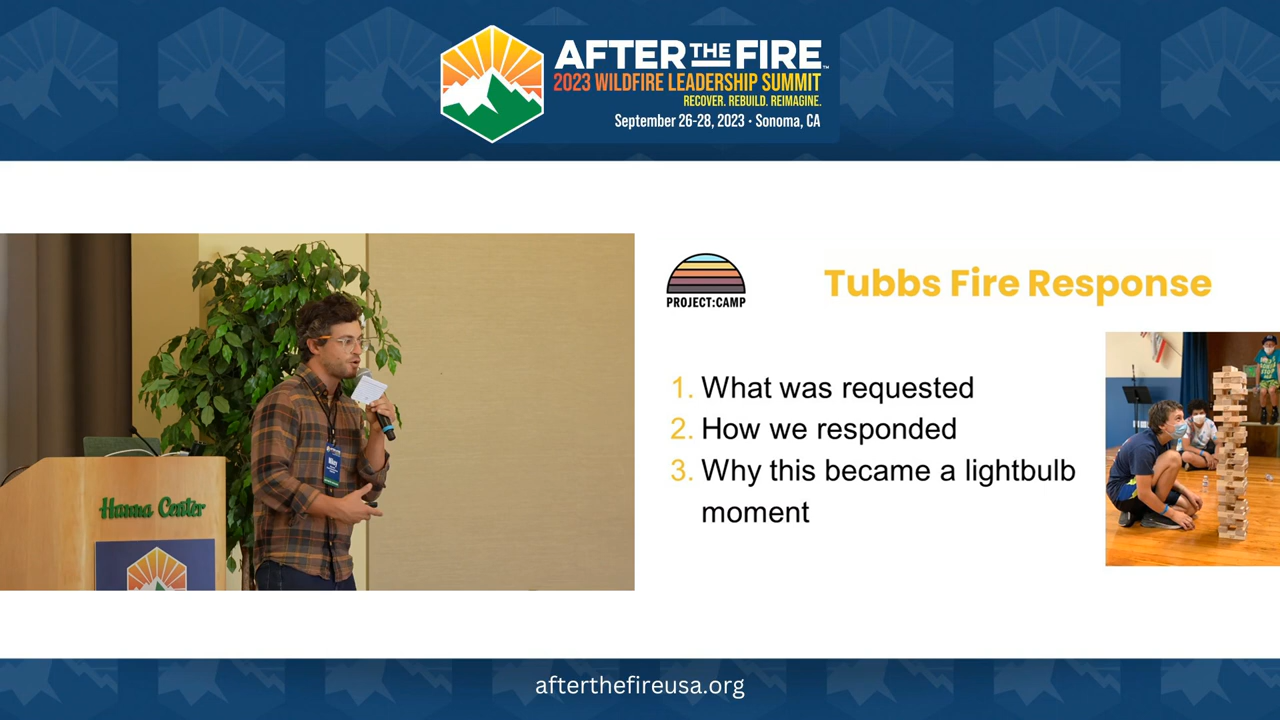 AFTER THE FIRE™
2023 WILDFIRE LEADERSHIP SUMMIT
RECOVER. REBUILD. REIMAGINE.
September 26-28, 2023 · Sonoma, CA
PROJECT:CAMP
Tubbs Fire Response
1. What was requested
2. How we responded
3. Why this became a lightbulb
moment
Hanna Center
afterthefireusa.org